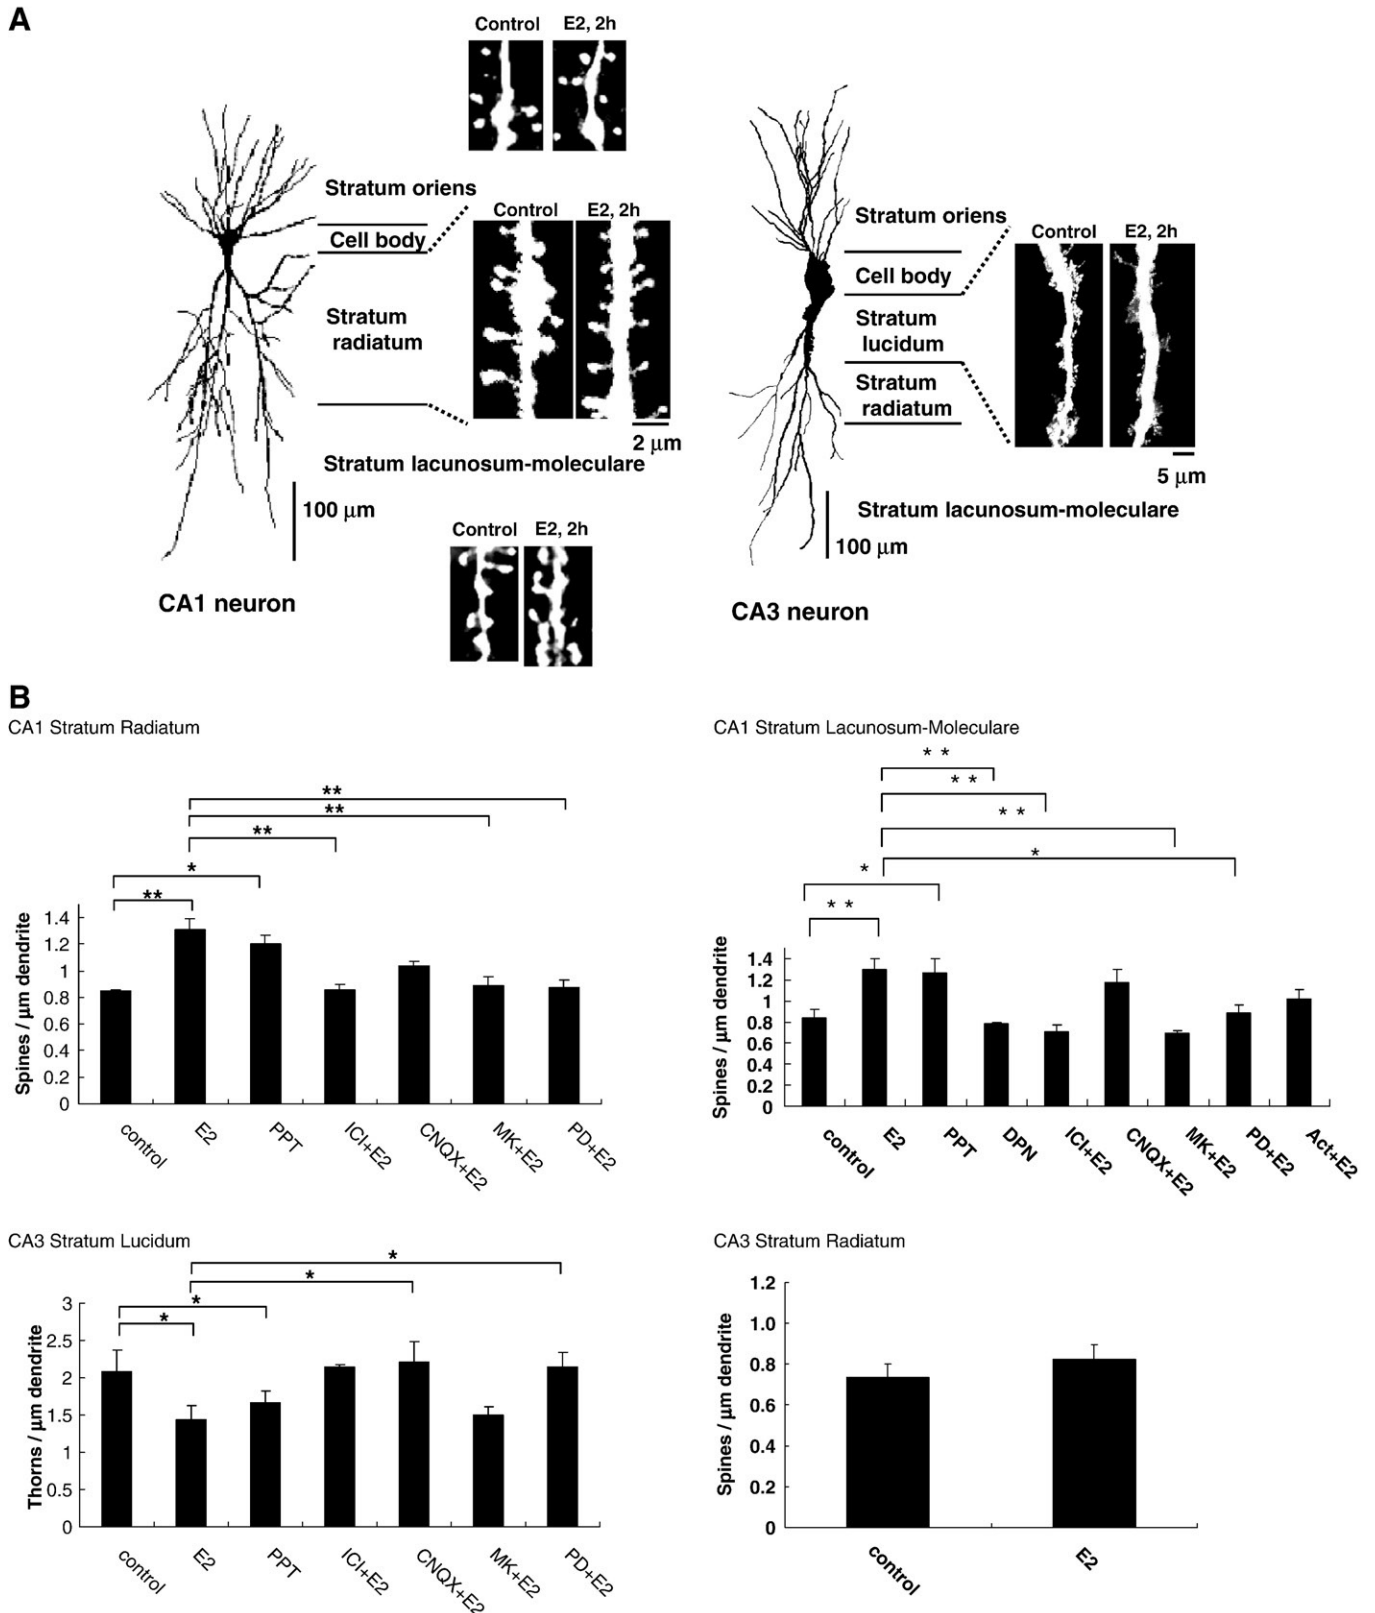 A
Control E2, 2h
Stratum oriens
Cell body
Control E2, 2h
Stratum
radiatum
2 μm
Stratum lacunosum-moleculare
100 μm
Control E2, 2h
CA1 neuron
Stratum oriens
Cell body
Control E2, 2h
Stratum
lucidum
Stratum
radiatum
5 μm
Stratum lacunosum-moleculare
100 μm
CA3 neuron
B
CA1 Stratum Radiatum
**
**
**
*
**
Spines / μm dendrite
1.4
1.2
1
0.8
0.6
0.4
0.2
0
control
E2
PPT
ICI+E2
CNQX+E2
MK+E2
PD+E2
CA1 Stratum Lacunosum-Moleculare
* *
* *
* *
*
*
* *
Spines / μm dendrite
1.4
1.2
1
0.8
0.6
0.4
0.2
0
control
E2
PPT
DPN
ICI+E2
CNQX+E2
MK+E2
PD+E2
Act+E2
CA3 Stratum Lucidum
*
*
*
*
Thorns / μm dendrite
3
2.5
2
1.5
1
0.5
0
control
E2
PPT
ICI+E2
CNQX+E2
MK+E2
PD+E2
CA3 Stratum Radiatum
Spines / μm dendrite
1.2
1.0
0.8
0.6
0.4
0.2
0
control
E2